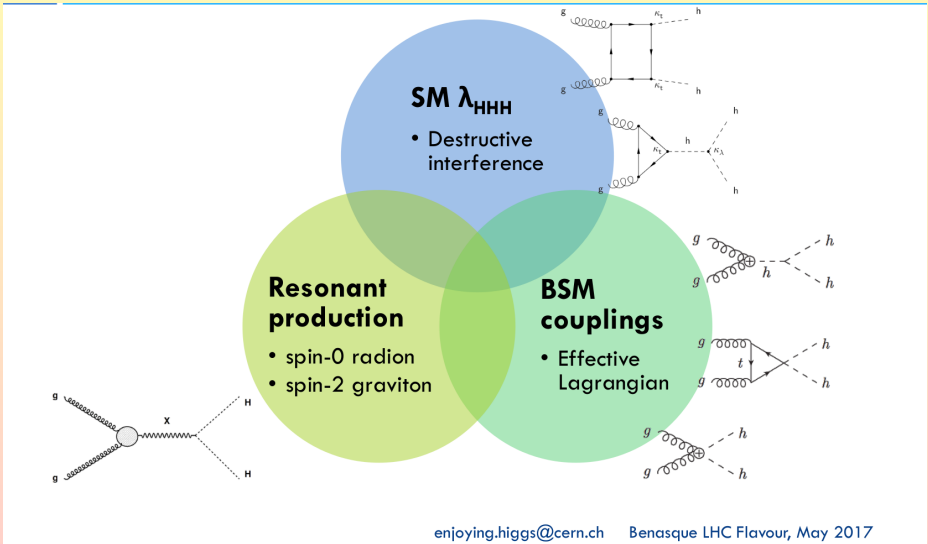 SM λHHH
• Destructive
interference
Resonant
production
• spin-0 radion
• spin-2 graviton
BSM
couplings
• Effective
Lagrangian
g κt h
g κt h
g
κt h κλ h
g h
g h
g h h
g t h
g h
g h
g h
g X H
g H
enjoying.higgs@cern.ch Benasque LHC Flavour, May 2017